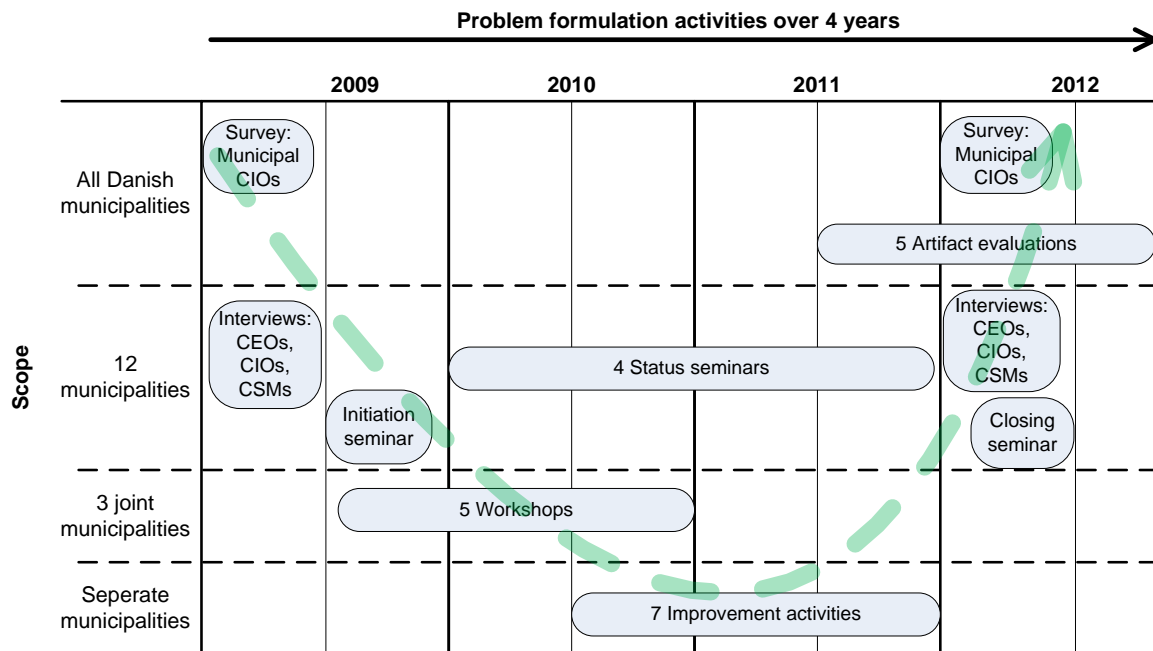 Problem formulation activities over 4 years
2009
2010
2011
2012
Scope
All Danish
municipalities
Survey:
Municipal
CIOs
Survey:
Municipal
CIOs
5 Artifact evaluations
12
municipalities
Interviews:
CEOs,
CIOs,
CSMs
Initiation
seminar
4 Status seminars
Interviews:
CEOs,
CIOs,
CSMs
Closing
seminar
3 joint
municipalities
5 Workshops
Seperate
municipalities
7 Improvement activities